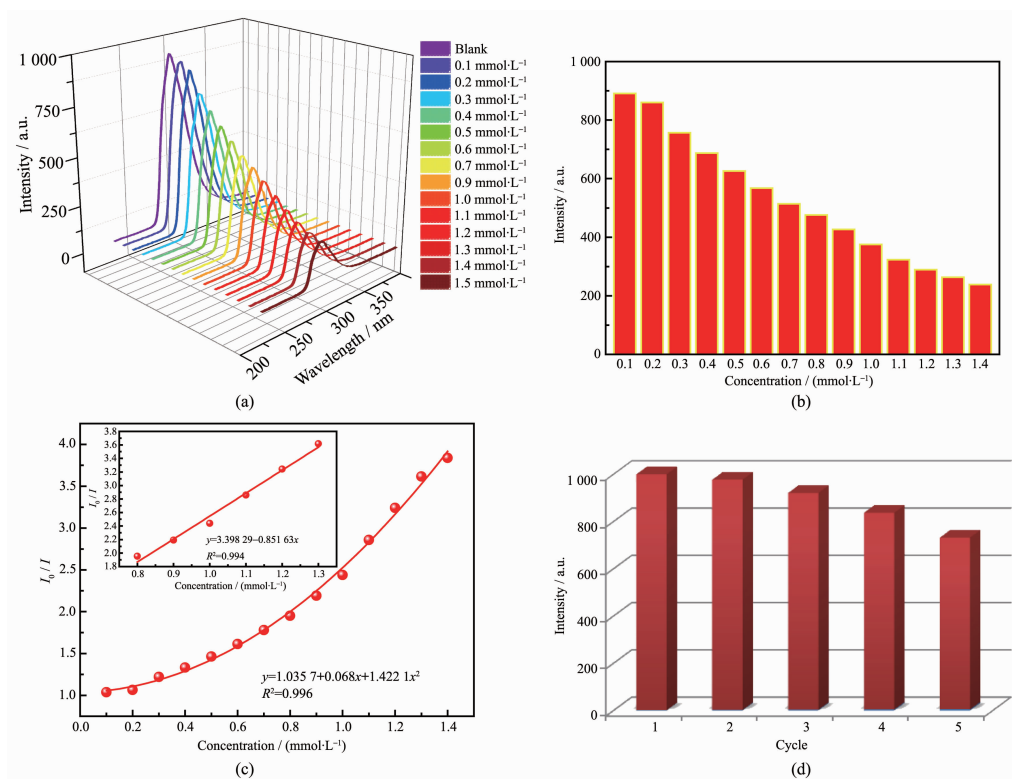 1 000
750
500
250
0
Intensity / a.u.
200
250
300
350
Wavelength / nm
Blank
0.1 mmol·L⁻¹
0.2 mmol·L⁻¹
0.3 mmol·L⁻¹
0.4 mmol·L⁻¹
0.5 mmol·L⁻¹
0.6 mmol·L⁻¹
0.7 mmol·L⁻¹
0.9 mmol·L⁻¹
1.0 mmol·L⁻¹
1.1 mmol·L⁻¹
1.2 mmol·L⁻¹
1.3 mmol·L⁻¹
1.4 mmol·L⁻¹
1.5 mmol·L⁻¹
(a)
1 000
800
600
400
200
0
Intensity / a.u.
0.1 0.2 0.3 0.4 0.5 0.6 0.7 0.8 0.9 1.0 1.1 1.2 1.3 1.4
Concentration / (mmol·L⁻¹)
(b)
4.0
3.5
3.0
2.5
2.0
1.5
1.0
I₀ / I
0.0 0.2 0.4 0.6 0.8 1.0 1.2 1.4
Concentration / (mmol·L⁻¹)
y=1.035 7+0.068x+1.422 1x²
R²=0.996
3.8
3.6
3.4
3.2
3.0
2.8
2.6
2.4
2.2
2.0
1.8
I₀ / I
y=3.398 29−0.851 63x
R²=0.994
0.8 0.9 1.0 1.1 1.2 1.3
Concentration / (mmol·L⁻¹)
(c)
1 000
800
600
400
200
0
Intensity / a.u.
1 2 3 4 5
Cycle
(d)